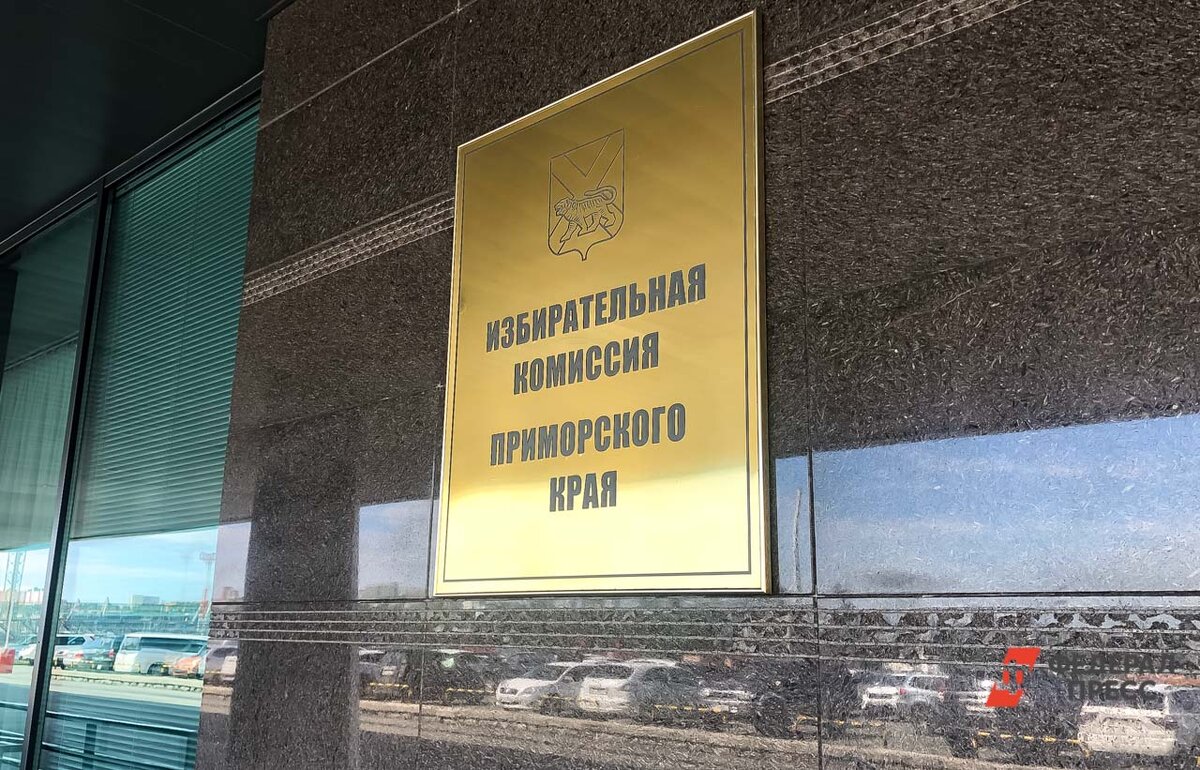 ИЗБИРАТЕЛЬНАЯ
КОМИССИЯ
ПРИМОРСКОГО
КРАЯ
ФЕДЕРАЛ
ПРЕСС